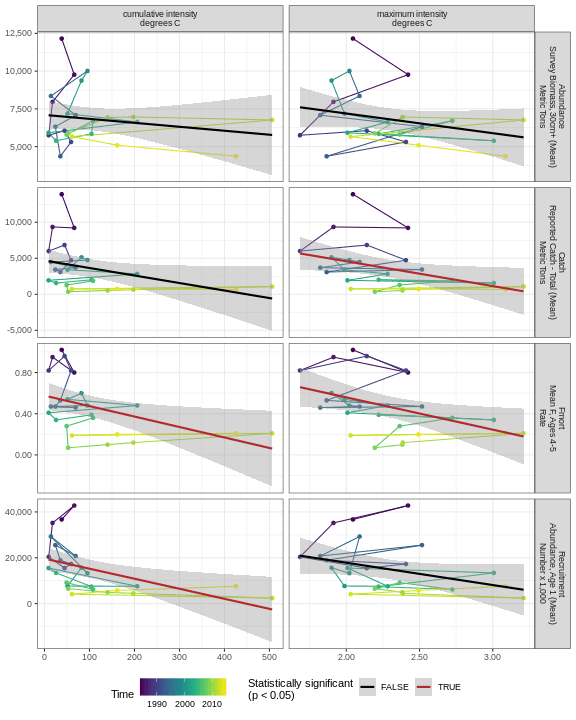 cumulative intensity
degrees C
maximum intensity
degrees C
12,500
10,000
7,500
5,000
Abundance
Survey Biomass, 30cm+ (Mean)
Metric Tons
10,000
5,000
0
-5,000
Catch
Reported Catch - Total (Mean)
Metric Tons
0.80
0.40
0.00
Fmort
Mean F, Ages 4-5
Rate
40,000
20,000
0
Recruitment
Abundance, Age 1 (Mean)
Number x 1,000
0 100 200 300 400 500
2.00 2.50 3.00
Time
1990 2000 2010
Statistically significant
(p < 0.05)
FALSE
TRUE